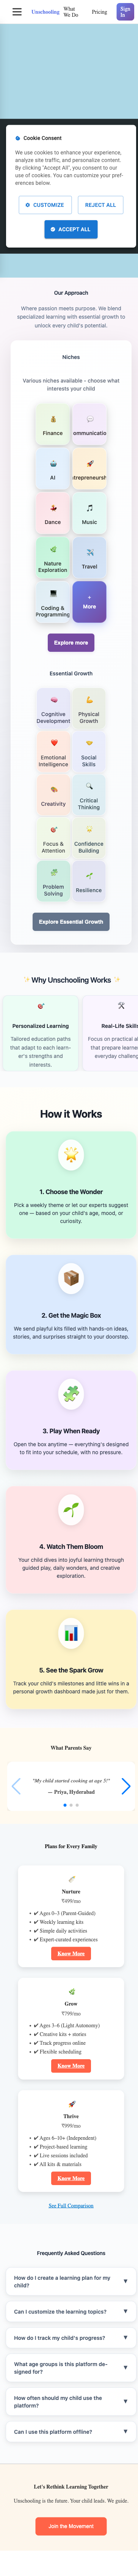 Unschooling
What We Do
Pricing
Sign In
Cookie Consent
We use cookies to enhance your experience,
analyze site traffic, and personalize content.
By clicking "Accept All", you consent to our
use of cookies. You can customize your pref-
erences below.
CUSTOMIZE
REJECT ALL
ACCEPT ALL
Our Approach
Where passion meets purpose. We blend
specialized learning with essential growth to
unlock every child's potential.
Niches
Various niches available - choose what
interests your child
Finance
ommunicatio
AI
trepreneursh
Dance
Music
Nature
Exploration
Travel
Coding &
Programming
+
More
Explore more
Essential Growth
Cognitive
Development
Physical
Growth
Emotional
Intelligence
Social
Skills
Creativity
Critical
Thinking
Focus &
Attention
Confidence
Building
Problem
Solving
Resilience
Explore Essential Growth
✨ Why Unschooling Works ✨
Personalized Learning
Tailored education paths
that adapt to each learn-
er's strengths and
interests.
Real-Life Skills
Focus on practical a
that prepare learner
everyday challeng
How it Works
1. Choose the Wonder
Pick a weekly theme or let our experts suggest
one — based on your child's age, mood, or
curiosity.
2. Get the Magic Box
We send playful kits filled with hands-on ideas,
stories, and surprises straight to your doorstep.
3. Play When Ready
Open the box anytime — everything's designed
to fit into your schedule, with no pressure.
4. Watch Them Bloom
Your child dives into joyful learning through
guided play, daily wonders, and creative
exploration.
5. See the Spark Grow
Track your child's milestones and little wins in a
personal growth dashboard made just for them.
What Parents Say
"My child started cooking at age 5!"
— Priya, Hyderabad
Plans for Every Family
Nurture
₹499/mo
✔ Ages 0–3 (Parent-Guided)
✔ Weekly learning kits
✔ Simple daily activities
✔ Expert-curated experiences
Know More
Grow
₹799/mo
✔ Ages 3–6 (Light Autonomy)
✔ Creative kits + stories
✔ Track progress online
✔ Flexible scheduling
Know More
Thrive
₹999/mo
✔ Ages 6–10+ (Independent)
✔ Project-based learning
✔ Live sessions included
✔ All kits & materials
Know More
See Full Comparison
Frequently Asked Questions
How do I create a learning plan for my
child?
Can I customize the learning topics?
How do I track my child's progress?
What age groups is this platform de-
signed for?
How often should my child use the
platform?
Can I use this platform offline?
Let's Rethink Learning Together
Unschooling is the future. Your child leads. We guide.
Join the Movement